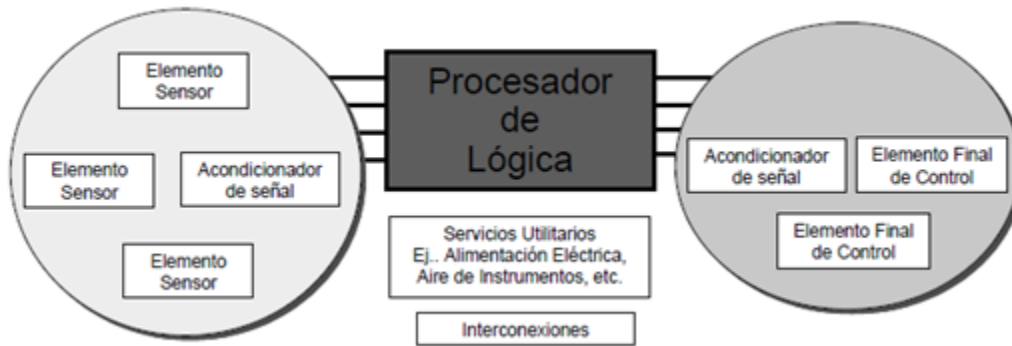 Elemento
Sensor
Elemento
Sensor
Acondicionador
de señal
Elemento
Sensor
Procesador
de
Lógica
Servicios Utilitarios
Ej.. Alimentación Eléctrica,
Aire de Instrumentos, etc.
Interconexiones
Acondicionador
de señal
Elemento Final
de Control
Elemento Final
de Control